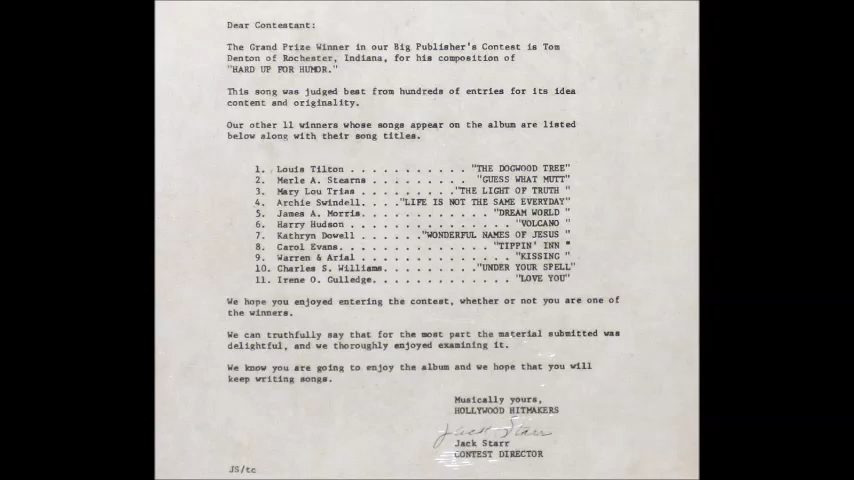 Dear Contestant:
The Grand Prize Winner in our Big Publisher's Contest is Tom
Denton of Rochester, Indiana, for his composition of
"HARD UP FOR HUMOR."
This song was judged best from hundreds of entries for its idea
content and originality.
Our other 11 winners whose songs appear on the album are listed
below along with their song titles.
1. Louis Tilton . . . . . . . . . . . "THE DOGWOOD TREE"
2. Merle A. Stearns . . . . . . . . . "GUESS WHAT MUTT"
3. Mary Lou Trias . . . . . . . . ."THE LIGHT OF TRUTH "
4. Archie Swindell. . . ."LIFE IS NOT THE SAME EVERYDAY"
5. James A. Morris. . . . . . . . . . . . "DREAM WORLD "
6. Harry Hudson . . . . . . . . . . . . . . . "VOLCANO "
7. Kathryn Dowell . . . . . ."WONDERFUL NAMES OF JESUS "
8. Carol Evans. . . . . . . . . . . . . . "TIPPIN' INN "
9. Warren & Arial . . . . . . . . . . . . . . "KISSING "
10. Charles S. Williams. . . . . . . . ."UNDER YOUR SPELL"
11. Irene O. Gulledge. . . . . . . . . . . . . "LOVE YOU"
We hope you enjoyed entering the contest, whether or not you are one of
the winners.
We can truthfully say that for the most part the material submitted was
delightful, and we thoroughly enjoyed examining it.
We know you are going to enjoy the album and we hope that you will
keep writing songs.
Musically yours,
HOLLYWOOD HITMAKERS
Jack Starr
Jack Starr
CONTEST DIRECTOR
JS/tc